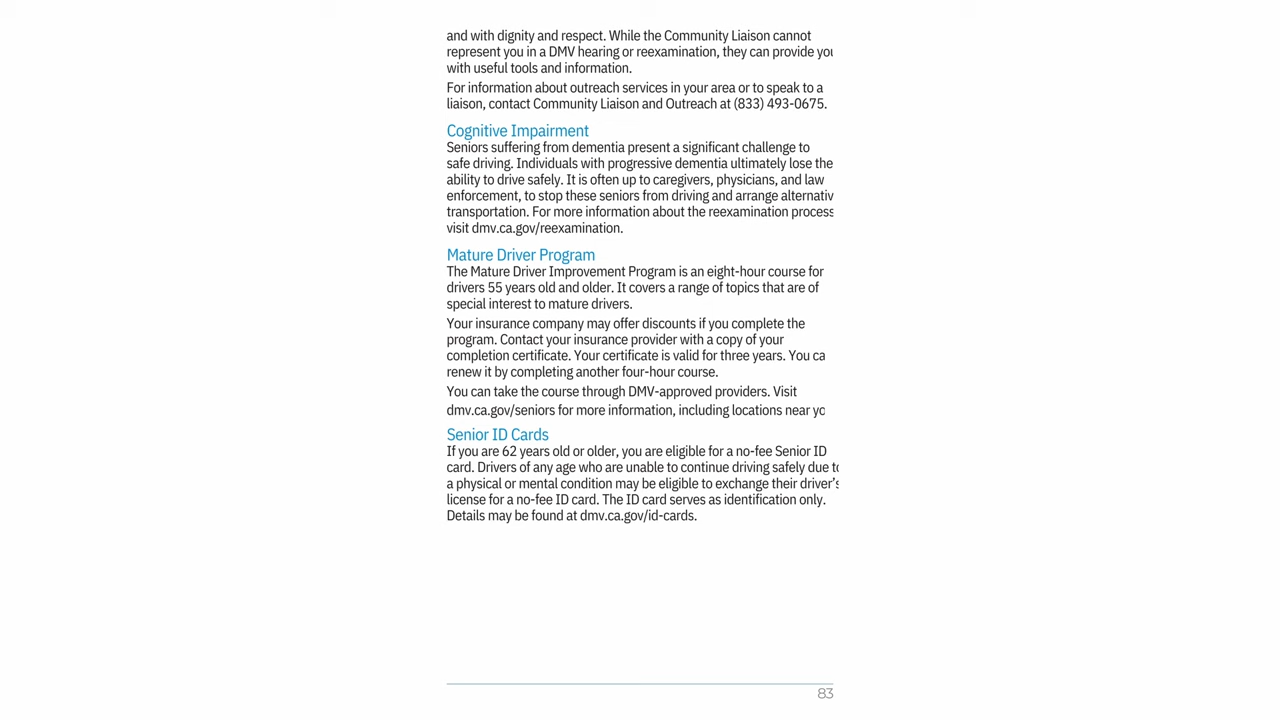 and with dignity and respect. While the Community Liaison cannot
represent you in a DMV hearing or reexamination, they can provide you
with useful tools and information.
For information about outreach services in your area or to speak to a
liaison, contact Community Liaison and Outreach at (833) 493-0675.
Cognitive Impairment
Seniors suffering from dementia present a significant challenge to
safe driving. Individuals with progressive dementia ultimately lose the
ability to drive safely. It is often up to caregivers, physicians, and law
enforcement, to stop these seniors from driving and arrange alternativ
transportation. For more information about the reexamination process
visit dmv.ca.gov/reexamination.
Mature Driver Program
The Mature Driver Improvement Program is an eight-hour course for
drivers 55 years old and older. It covers a range of topics that are of
special interest to mature drivers.
Your insurance company may offer discounts if you complete the
program. Contact your insurance provider with a copy of your
completion certificate. Your certificate is valid for three years. You ca
renew it by completing another four-hour course.
You can take the course through DMV-approved providers. Visit
dmv.ca.gov/seniors for more information, including locations near yo
Senior ID Cards
If you are 62 years old or older, you are eligible for a no-fee Senior ID
card. Drivers of any age who are unable to continue driving safely due to
a physical or mental condition may be eligible to exchange their driver's
license for a no-fee ID card. The ID card serves as identification only.
Details may be found at dmv.ca.gov/id-cards.
83